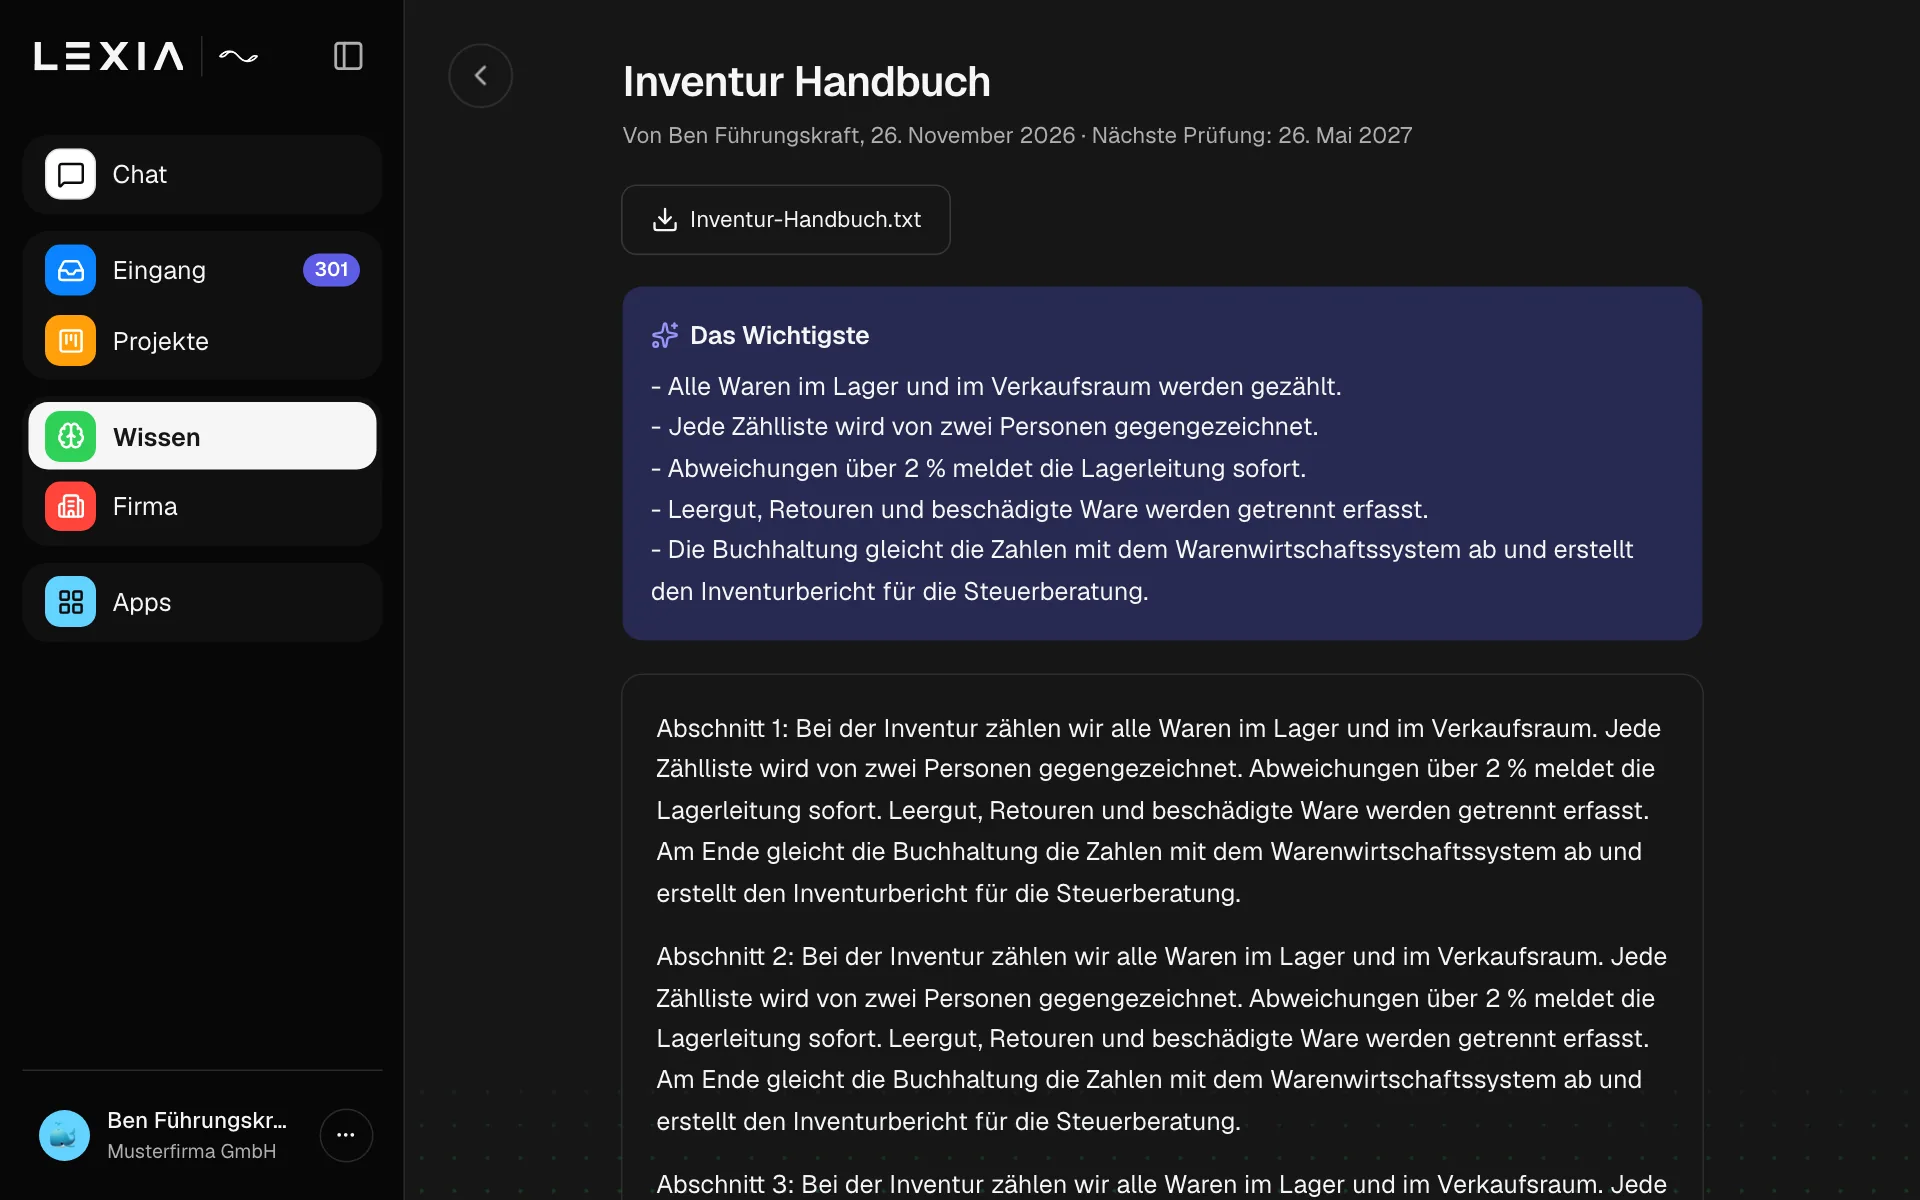 LEXIA
Chat
Eingang
301
Projekte
Wissen
Firma
Apps
Ben Führungskr...
Musterfirma GmbH
Inventur Handbuch
Von Ben Führungskraft, 26. November 2026 · Nächste Prüfung: 26. Mai 2027
Inventur-Handbuch.txt
Das Wichtigste
- Alle Waren im Lager und im Verkaufsraum werden gezählt.
- Jede Zählliste wird von zwei Personen gegengezeichnet.
- Abweichungen über 2 % meldet die Lagerleitung sofort.
- Leergut, Retouren und beschädigte Ware werden getrennt erfasst.
- Die Buchhaltung gleicht die Zahlen mit dem Warenwirtschaftssystem ab und erstellt
den Inventurbericht für die Steuerberatung.
Abschnitt 1: Bei der Inventur zählen wir alle Waren im Lager und im Verkaufsraum. Jede
Zählliste wird von zwei Personen gegengezeichnet. Abweichungen über 2 % meldet die
Lagerleitung sofort. Leergut, Retouren und beschädigte Ware werden getrennt erfasst.
Am Ende gleicht die Buchhaltung die Zahlen mit dem Warenwirtschaftssystem ab und
erstellt den Inventurbericht für die Steuerberatung.
Abschnitt 2: Bei der Inventur zählen wir alle Waren im Lager und im Verkaufsraum. Jede
Zählliste wird von zwei Personen gegengezeichnet. Abweichungen über 2 % meldet die
Lagerleitung sofort. Leergut, Retouren und beschädigte Ware werden getrennt erfasst.
Am Ende gleicht die Buchhaltung die Zahlen mit dem Warenwirtschaftssystem ab und
erstellt den Inventurbericht für die Steuerberatung.
Abschnitt 3: Bei der Inventur zählen wir alle Waren im Lager und im Verkaufsraum. Jede